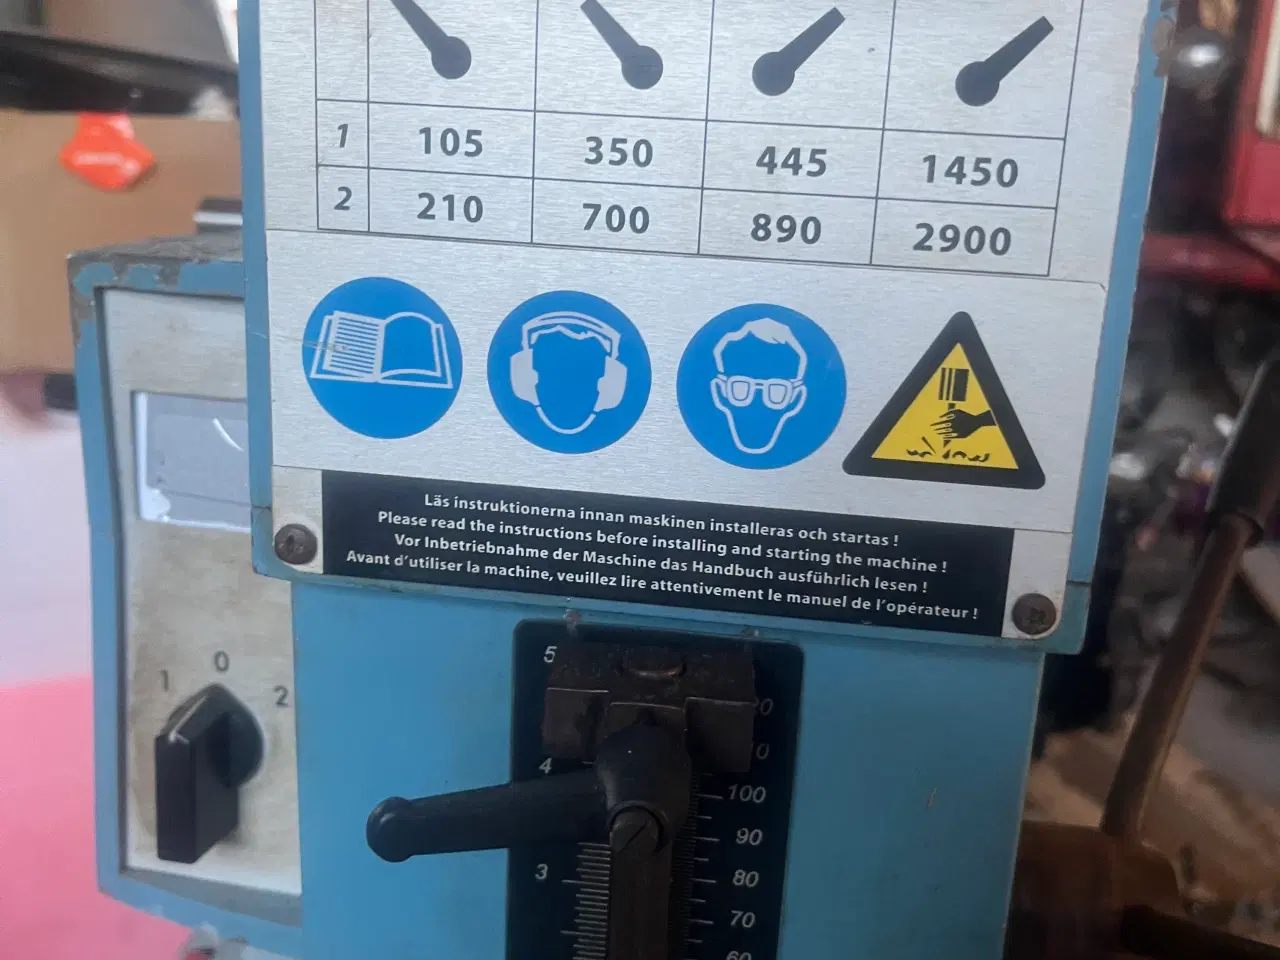 1 105 350 445 1450
2 210 700 890 2900
Läs instruktionerna innan maskinen installeras och startas !
Please read the instructions before installing and starting the machine !
Vor Inbetriebnahme der Maschine das Handbuch ausführlich lesen !
Avant d'utiliser la machine, veuillez lire attentivement le manuel de l'opérateur !
0
1 2
5
4
100
90
3 80
70
60